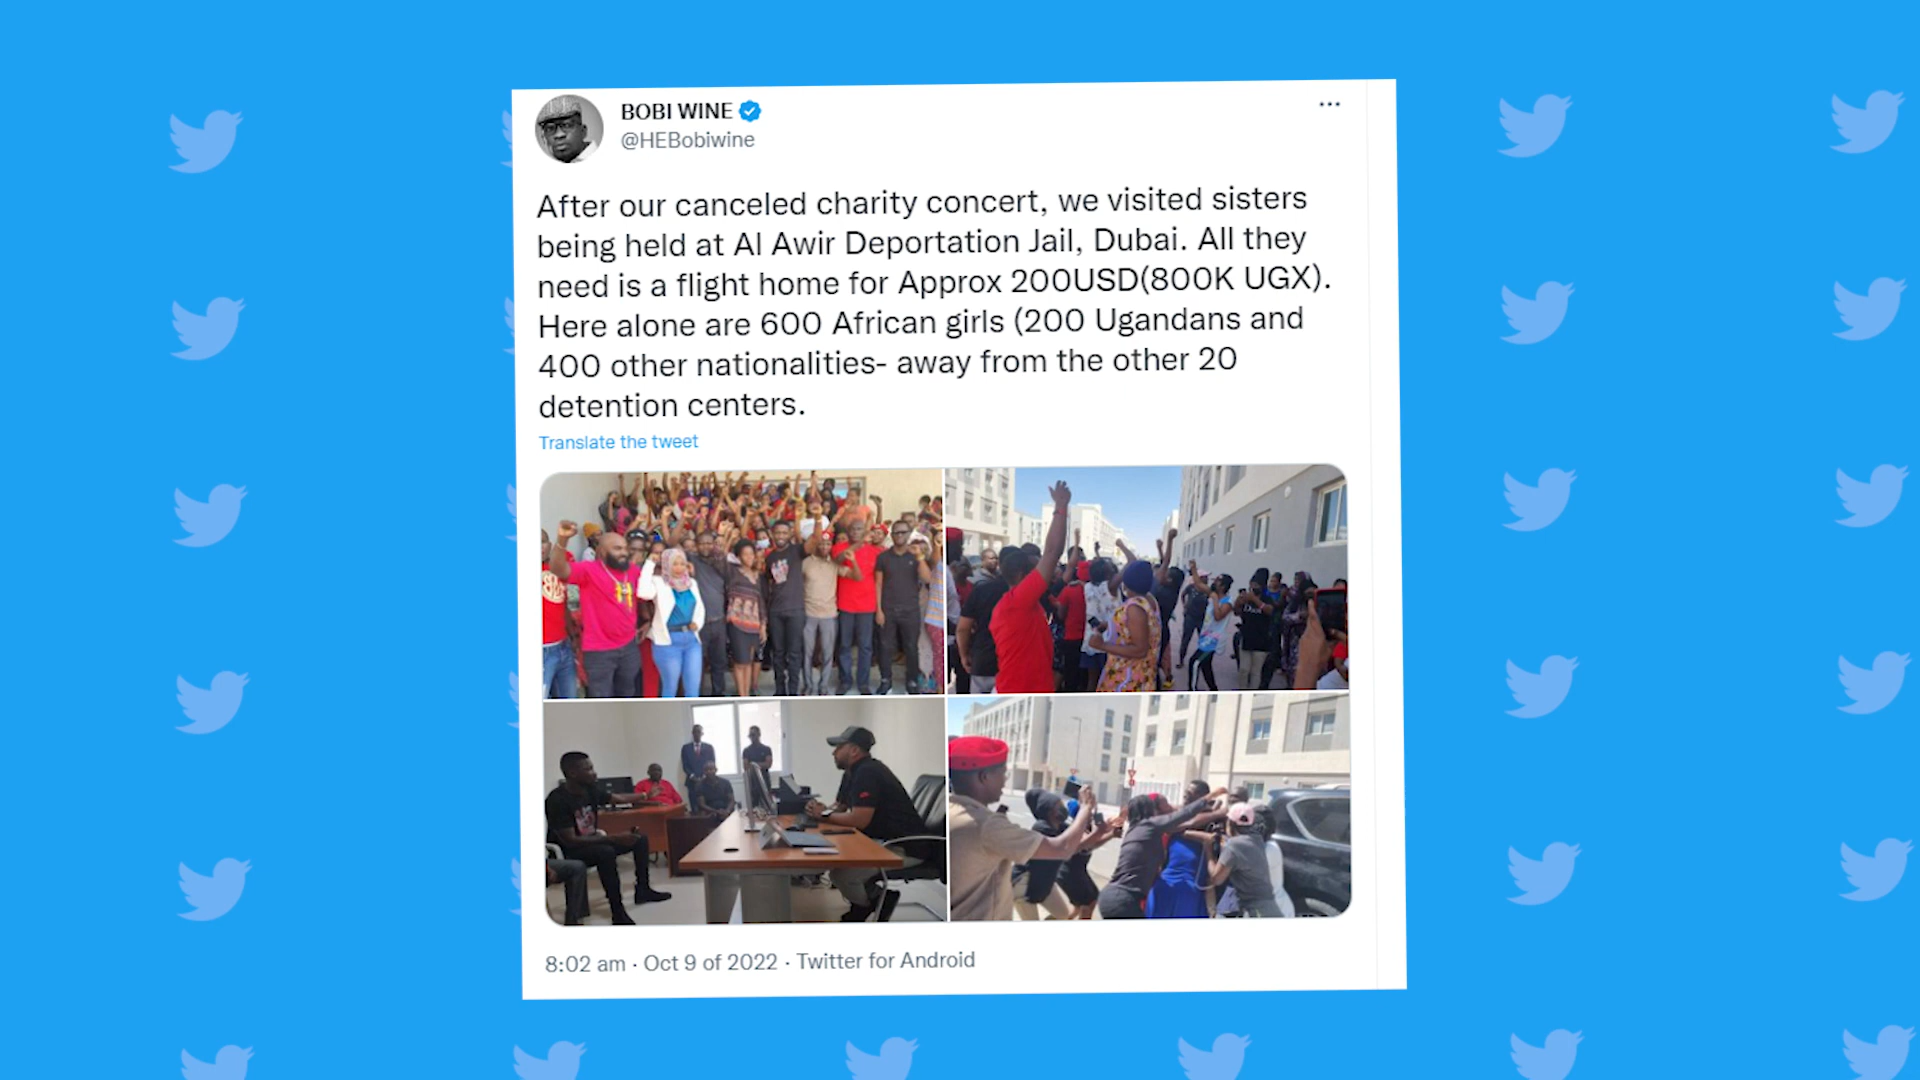 BOBI WINE
@HEBobiwine
After our canceled charity concert, we visited sisters
being held at Al Awir Deportation Jail, Dubai. All they
need is a flight home for Approx 200USD(800K UGX).
Here alone are 600 African girls (200 Ugandans and
400 other nationalities- away from the other 20
detention centers.
Translate the tweet
8:02 am · Oct 9 of 2022 · Twitter for Android